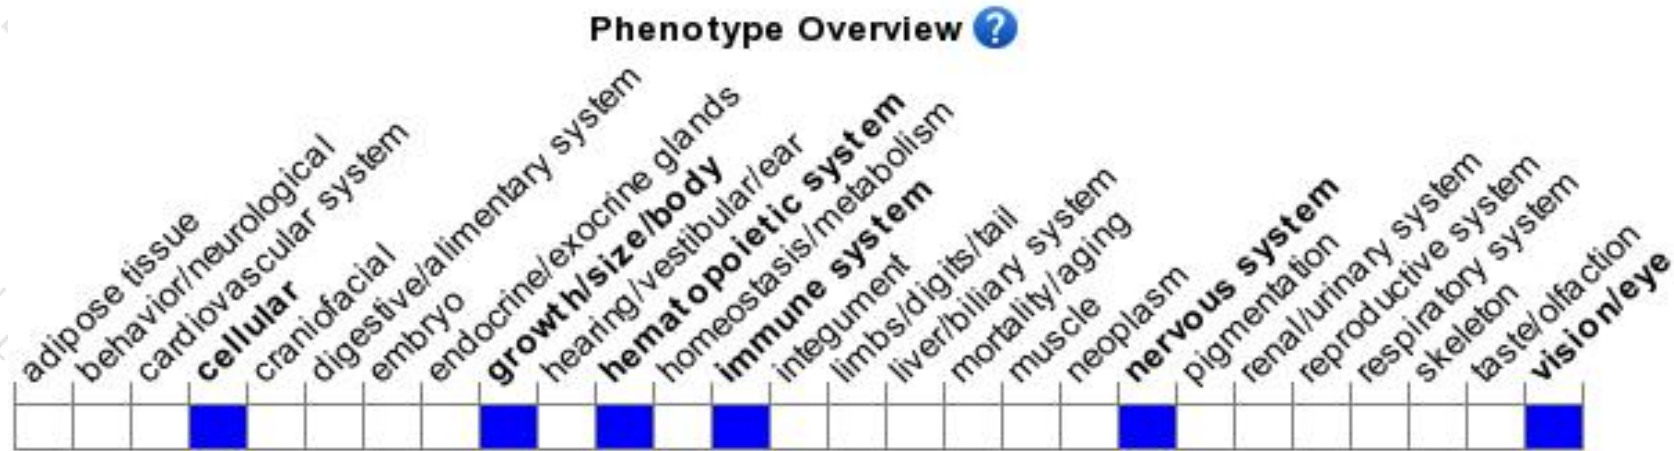 Phenotype Overview ?
adipose tissue
behavior/neurological
cardiovascular system
cellular
craniofacial
digestive/alimentary system
embryo
endocrine/exocrine glands
growth/size/body
hearing/vestibular/ear
hematopoietic system
homeostasis/metabolism
immune system
integument
limbs/digits/tail
liver/biliary system
mortality/aging
muscle
neoplasm
nervous system
pigmentation
renal/urinary system
reproductive system
respiratory system
skeleton
taste/olfaction
vision/eye